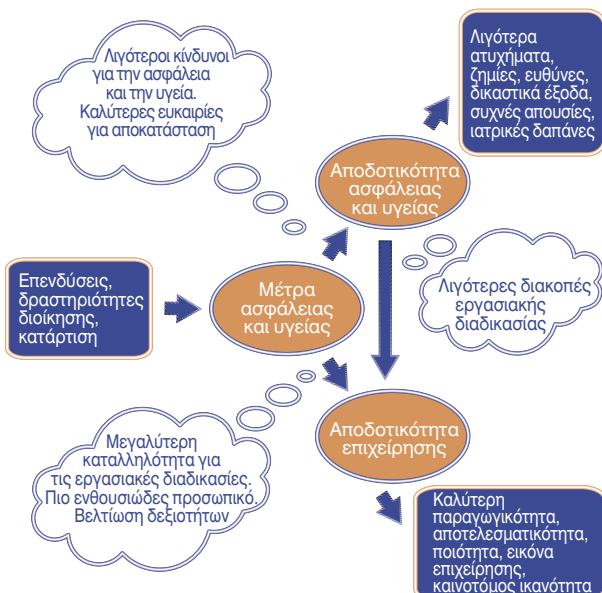 Λιγότεροι κίνδυνοι
για την ασφάλεια
και την υγεία.
Καλύτερες ευκαιρίες
για αποκατάσταση
Λιγότερα
ατυχήματα,
ζημίες, ευθύνες,
δικαστικά έξοδα,
συχνές απουσίες,
ιατρικές δαπάνες
Αποδοτικότητα
ασφάλειας
και υγείας
Επενδύσεις,
δραστηριότητες
διοίκησης,
κατάρτιση
Μέτρα
ασφάλειας
και υγείας
Λιγότερες διακοπές
εργασιακής
διαδικασίας
Μεγαλύτερη
καταλληλότητα για
τις εργασιακές διαδικασίες.
Πιο ενθουσιώδες προσωπικό.
Βελτίωση δεξιοτήτων
Αποδοτικότητα
επιχείρησης
Καλύτερη
παραγωγικότητα,
αποτελεσματικότητα,
ποιότητα, εικόνα
επιχείρησης,
καινοτόμος ικανότητα